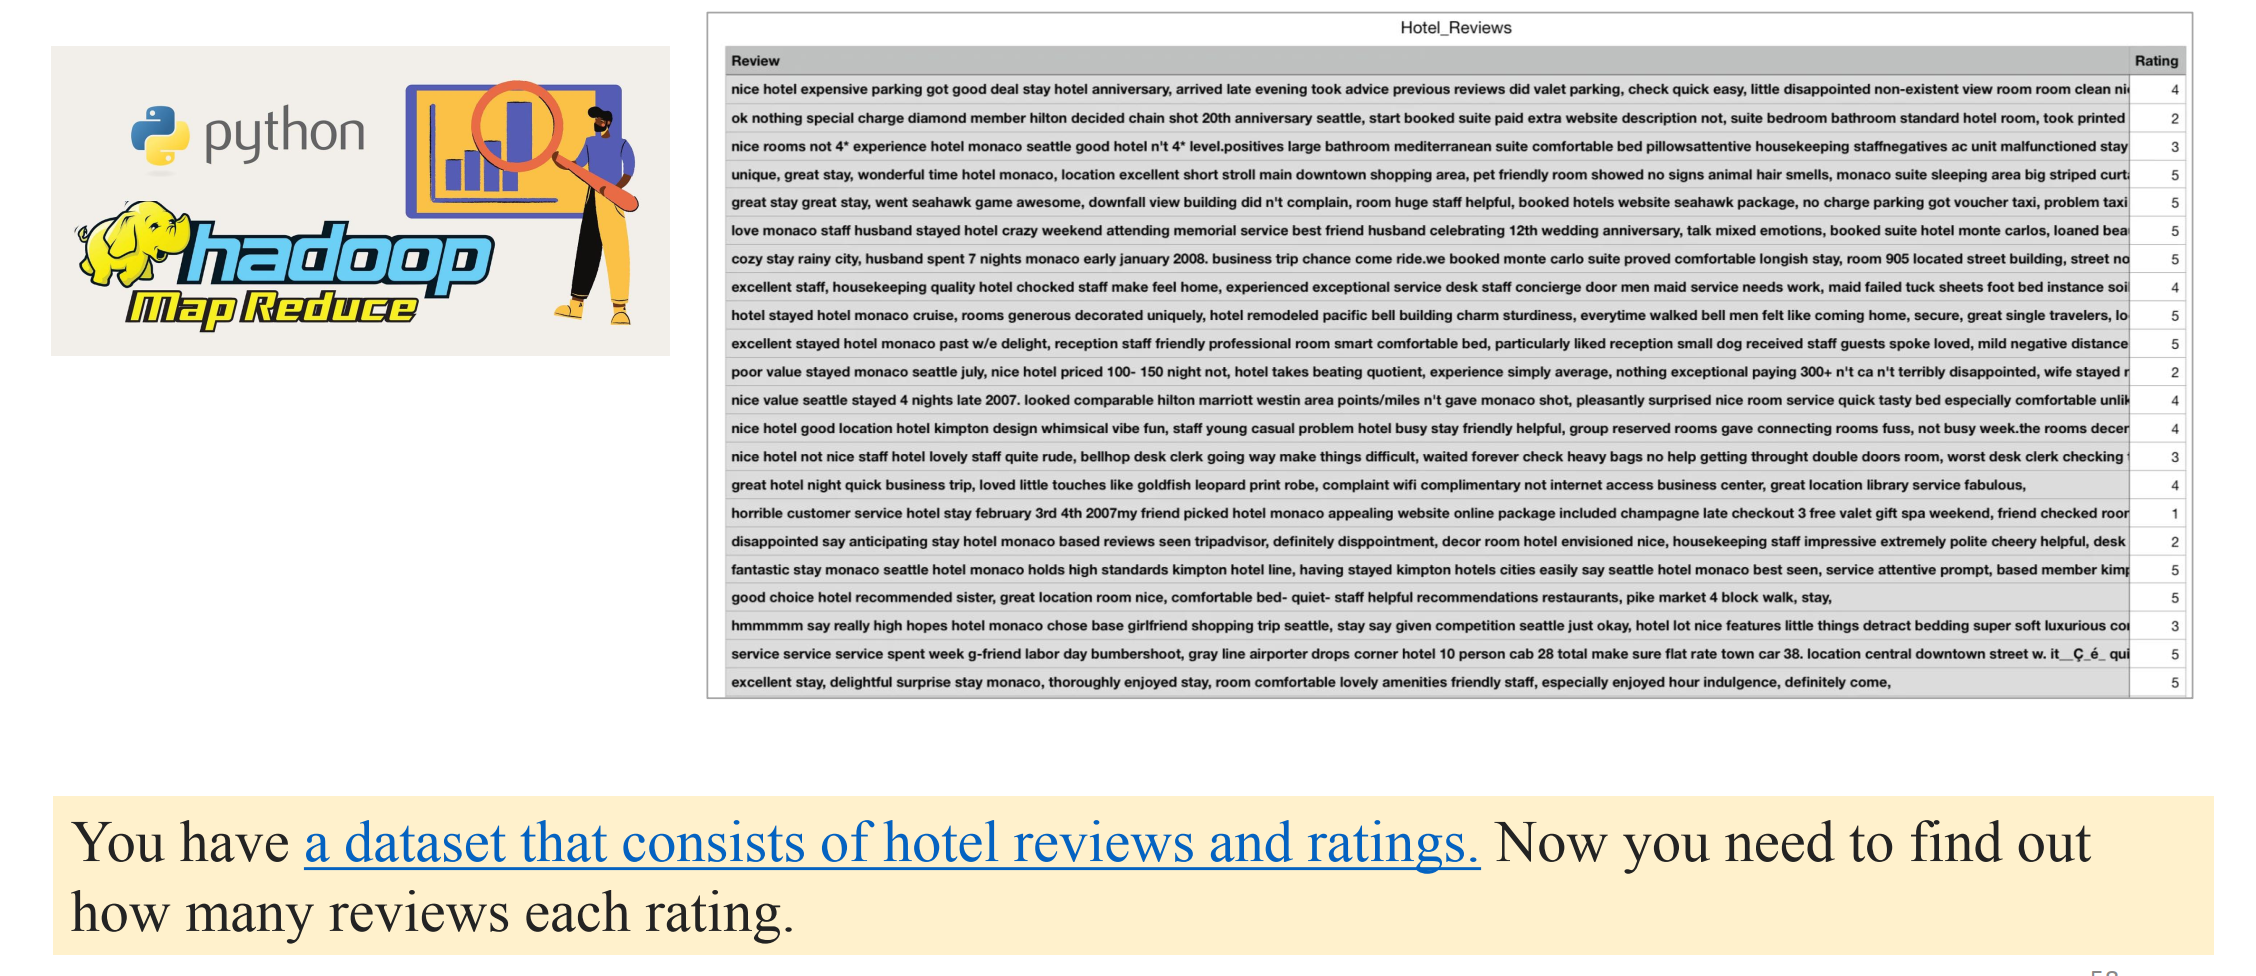 python
hadoop
Map Reduce
Hotel_Reviews
Review Rating
nice hotel expensive parking got good deal stay hotel anniversary, arrived late evening took advice previous reviews did valet parking, check quick easy, little disappointed non-existent view room room clean 4
ok nothing special charge diamond member hilton decided chain shot 20th anniversary seattle, start booked suite paid extra website description not, suite bedroom bathroom standard hotel room, took printed 2
nice rooms not 4* experience hotel monaco seattle good hotel n't 4* level.positives large bathroom mediterranean suite comfortable bed pillowsattentive housekeeping staffnegatives ac unit malfunctioned stay 3
unique, great stay, wonderful time hotel monaco, location excellent short stroll main downtown shopping area, pet friendly room showed no signs animal hair smells, monaco suite sleeping area big striped 5
great stay great stay, went seahawk game awesome, downfall view building did n't complain, room huge staff helpful, booked hotels website seahawk package, no charge parking got voucher taxi, problem taxi 5
love monaco staff husband stayed hotel crazy weekend attending memorial service best friend husband celebrating 12th wedding anniversary, talk mixed emotions, booked suite hotel monte carlos, loaned 5
cozy stay rainy city, husband spent 7 nights monaco early january 2008. business trip chance come ride.we booked monte carlo suite proved comfortable longish stay, room 905 located street building, street no 5
excellent staff, housekeeping quality hotel chocked staff make feel home, experienced exceptional service desk staff concierge door men maid service needs work, maid failed tuck sheets foot bed instance 4
hotel stayed hotel monaco cruise, rooms generous decorated uniquely, hotel remodeled pacific bell building charm sturdiness, everytime walked bell men felt like coming home, secure, great single travelers, lo 5
excellent stayed hotel monaco past w/e delight, reception staff friendly professional room smart comfortable bed, particularly liked reception small dog received staff guests spoke loved, mild negative distance 5
poor value stayed monaco seattle july, nice hotel priced 100- 150 night not, hotel takes beating quotient, experience simply average, nothing exceptional paying 300+ n't ca n't terribly disappointed, wife stayed 2
nice value seattle stayed 4 nights late 2007. looked comparable hilton marriott westin area points/miles n't gave monaco shot, pleasantly surprised nice room service quick tasty bed especially comfortable 4
nice hotel good location hotel kimpton design whimsical vibe fun, staff young casual problem hotel busy stay friendly helpful, group reserved rooms gave connecting rooms fuss, not busy week.the rooms 4
nice hotel not nice staff hotel lovely staff quite rude, bellhop desk clerk going way make things difficult, waited forever check heavy bags no help getting throught double doors room, worst desk clerk checking 3
great hotel night quick business trip, loved little touches like goldfish leopard print robe, complaint wifi complimentary not internet access business center, great location library service fabulous, 4
horrible customer service hotel stay february 3rd 4th 2007my friend picked hotel monaco appealing website online package included champagne late checkout 3 free valet gift spa weekend, friend checked 1
disappointed say anticipating stay hotel monaco based reviews seen tripadvisor, definitely disppointment, decor room hotel envisioned nice, housekeeping staff impressive extremely polite cheery helpful, desk 2
fantastic stay monaco seattle hotel monaco holds high standards kimpton hotel line, having stayed kimpton hotels cities easily say seattle hotel monaco best seen, service attentive prompt, based member 5
good choice hotel recommended sister, great location room nice, comfortable bed- quiet- staff helpful recommendations restaurants, pike market 4 block walk, stay, 5
hmmmmm say really high hopes hotel monaco chose base girlfriend shopping trip seattle, stay say given competition seattle just okay, hotel lot nice features little things detract bedding super soft luxurious 3
service service service spent week g-friend labor day bumbershoot, gray line airporter drops corner hotel 10 person cab 28 total make sure flat rate town car 38. location central downtown street w. it__Ç_é_ qui 5
excellent stay, delightful surprise stay monaco, thoroughly enjoyed stay, room comfortable lovely amenities friendly staff, especially enjoyed hour indulgence, definitely come, 5
You have a dataset that consists of hotel reviews and ratings. Now you need to find out
how many reviews each rating.